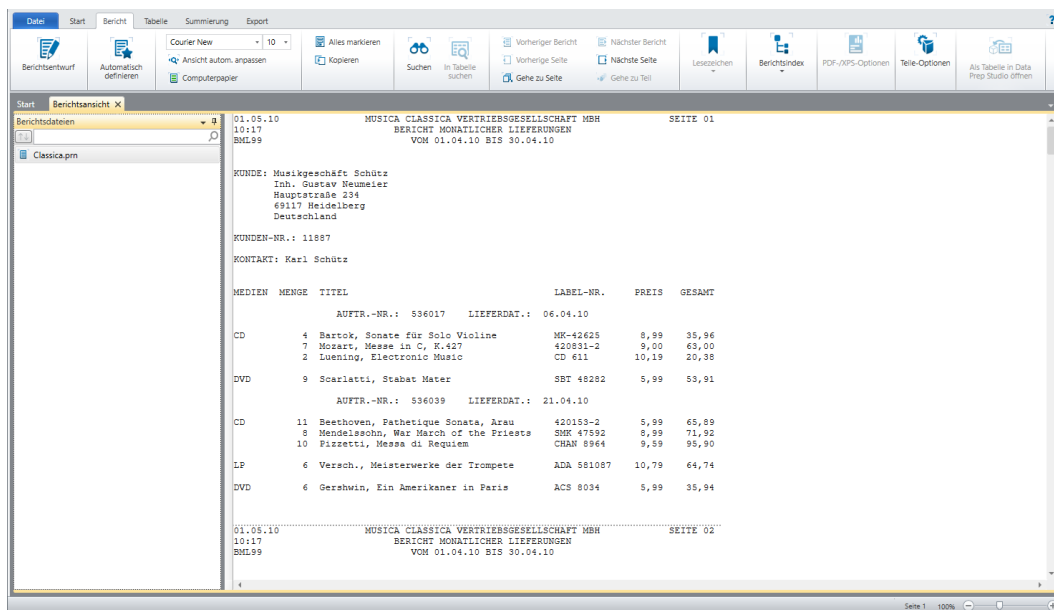 Datei Start Bericht Tabelle Summierung Export ?
Berichtsentwurf
Automatisch definieren
Courier New 10
Ansicht autom. anpassen
Computerpapier
Alles markieren
Kopieren
Suchen
In Tabelle suchen
Vorheriger Bericht
Vorherige Seite
Gehe zu Seite
Nächster Bericht
Nächste Seite
Gehe zu Teil
Lesezeichen
Berichtsindex
PDF-/XPS-Optionen
Teile-Optionen
Als Tabelle in Data Prep Studio öffnen
Start Berichtsansicht X
Berichtsdateien
Classica.prn
01.05.10 MUSICA CLASSICA VERTRIEBSGESELLSCHAFT MBH SEITE 01
10:17 BERICHT MONATLICHER LIEFERUNGEN
BML99 VOM 01.04.10 BIS 30.04.10
KUNDE: Musikgeschäft Schütz
Inh. Gustav Neumeier
Hauptstraße 234
69117 Heidelberg
Deutschland
KUNDEN-NR.: 11887
KONTAKT: Karl Schütz
MEDIEN MENGE TITEL LABEL-NR. PREIS GESAMT
AUFTR.-NR.: 536017 LIEFERDAT.: 06.04.10
CD 4 Bartok, Sonate für Solo Violine MK-42625 8,99 35,96
7 Mozart, Messe in C, K.427 420831-2 9,00 63,00
2 Luening, Electronic Music CD 611 10,19 20,38
DVD 9 Scarlatti, Stabat Mater SBT 48282 5,99 53,91
AUFTR.-NR.: 536039 LIEFERDAT.: 21.04.10
CD 11 Beethoven, Pathetique Sonata, Arau 420153-2 5,99 65,89
8 Mendelssohn, War March of the Priests SMK 47592 8,99 71,92
10 Pizzetti, Messa di Requiem CHAN 8964 9,59 95,90
LP 6 Versch., Meisterwerke der Trompete ADA 581087 10,79 64,74
DVD 6 Gershwin, Ein Amerikaner in Paris ACS 8034 5,99 35,94
01.05.10 MUSICA CLASSICA VERTRIEBSGESELLSCHAFT MBH SEITE 02
10:17 BERICHT MONATLICHER LIEFERUNGEN
BML99 VOM 01.04.10 BIS 30.04.10
Seite 1 100%